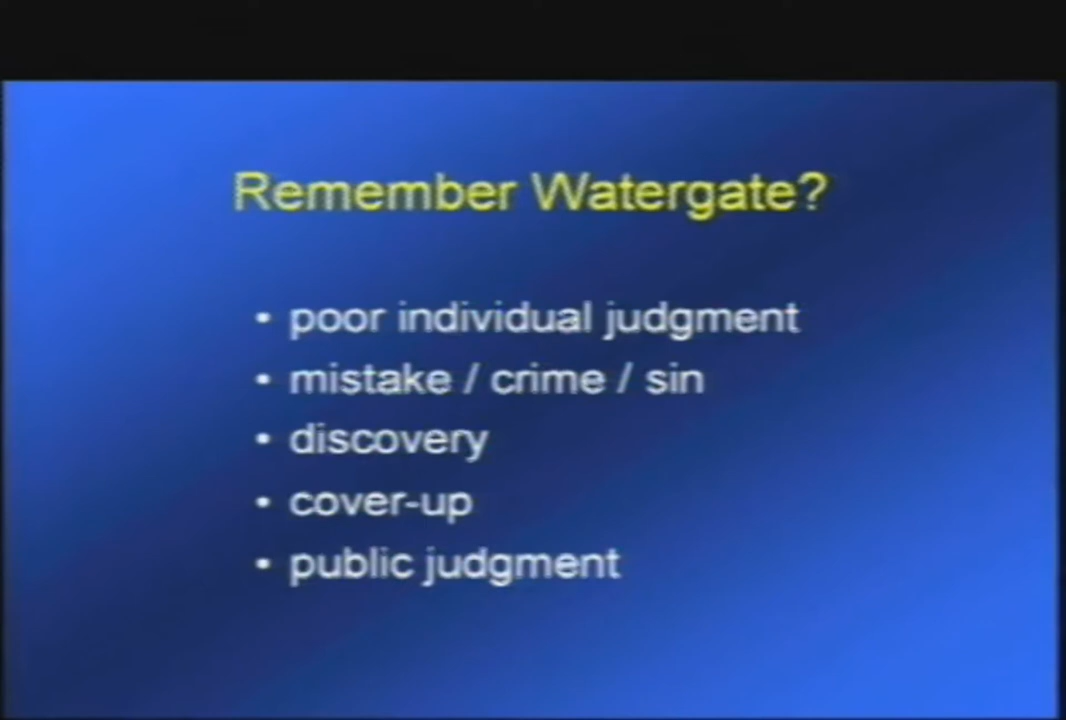 Remember Watergate?
• poor individual judgment
• mistake / crime / sin
• discovery
• cover-up
• public judgment